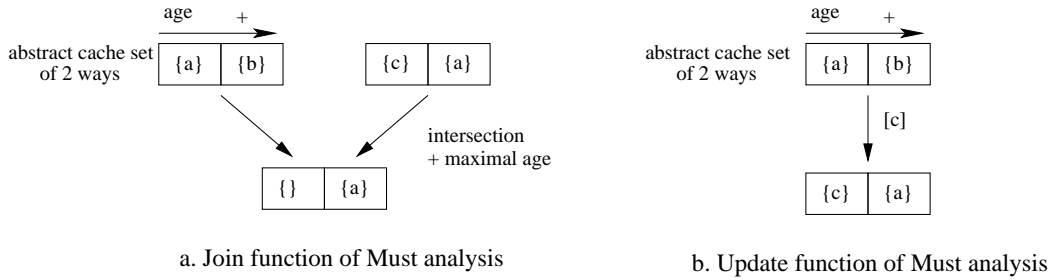 age +
abstract cache set
of 2 ways
{a} {b}
{c} {a}
intersection
+ maximal age
{} {a}
a. Join function of Must analysis
age +
abstract cache set
of 2 ways
{a} {b}
[c]
{c} {a}
b. Update function of Must analysis